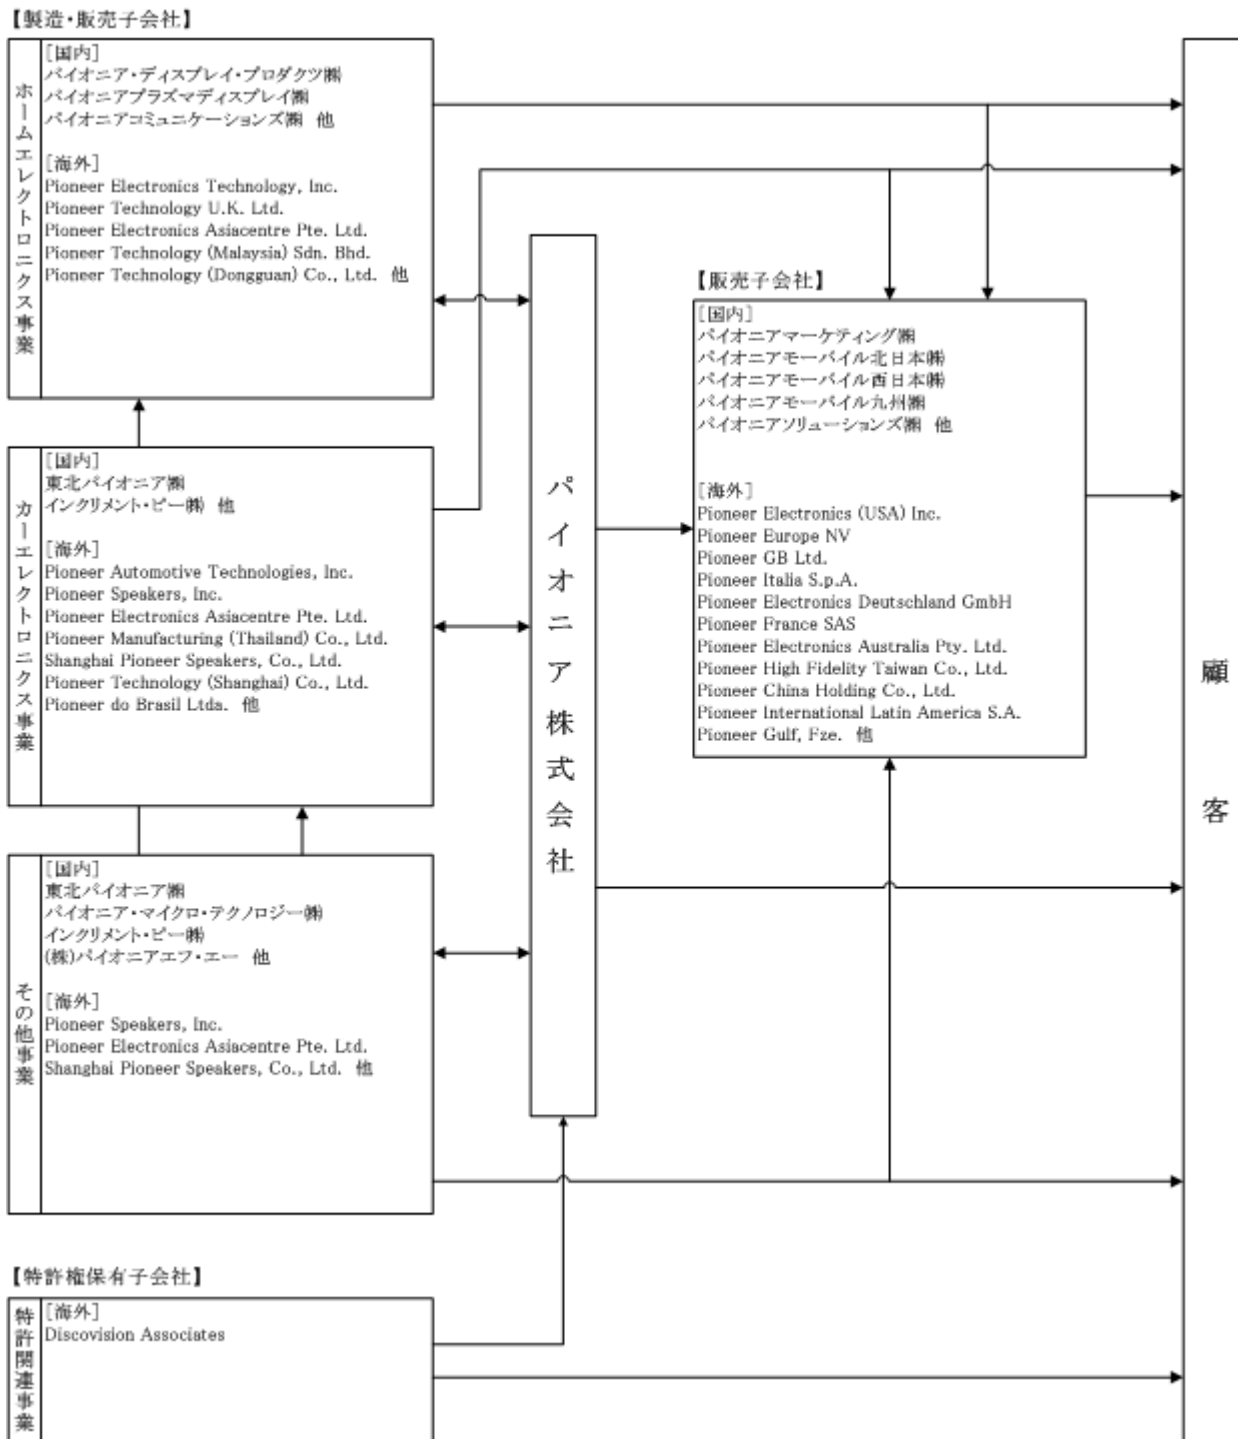 【製造・販売子会社】
ホームエレクトロニクス事業
[国内]
パイオニア・ディスプレイ・プロダクツ㈱
パイオニアプラズマディスプレイ㈱
パイオニアコミュニケーションズ㈱ 他
[海外]
Pioneer Electronics Technology, Inc.
Pioneer Technology U.K. Ltd.
Pioneer Electronics Asiacentre Pte. Ltd.
Pioneer Technology (Malaysia) Sdn. Bhd.
Pioneer Technology (Dongguan) Co., Ltd. 他
カーエレクトロニクス事業
[国内]
東北パイオニア㈱
インクリメント・ピー㈱ 他
[海外]
Pioneer Automotive Technologies, Inc.
Pioneer Speakers, Inc.
Pioneer Electronics Asiacentre Pte. Ltd.
Pioneer Manufacturing (Thailand) Co., Ltd.
Shanghai Pioneer Speakers, Co., Ltd.
Pioneer Technology (Shanghai) Co., Ltd.
Pioneer do Brasil Ltda. 他
その他事業
[国内]
東北パイオニア㈱
パイオニア・マイクロ・テクノロジー㈱
インクリメント・ピー㈱
(株)パイオニアエフ・エー 他
[海外]
Pioneer Speakers, Inc.
Pioneer Electronics Asiacentre Pte. Ltd.
Shanghai Pioneer Speakers, Co., Ltd. 他
【特許権保有子会社】
特許関連事業
[海外]
Discovision Associates
パイオニア株式会社
【販売子会社】
[国内]
パイオニアマーケティング㈱
パイオニアモーバイル北日本㈱
パイオニアモーバイル西日本㈱
パイオニアモーバイル九州㈱
パイオニアソリューションズ㈱ 他
[海外]
Pioneer Electronics (USA) Inc.
Pioneer Europe NV
Pioneer GB Ltd.
Pioneer Italia S.p.A.
Pioneer Electronics Deutschland GmbH
Pioneer France SAS
Pioneer Electronics Australia Pty. Ltd.
Pioneer High Fidelity Taiwan Co., Ltd.
Pioneer China Holding Co., Ltd.
Pioneer International Latin America S.A.
Pioneer Gulf, Fze. 他
顧客